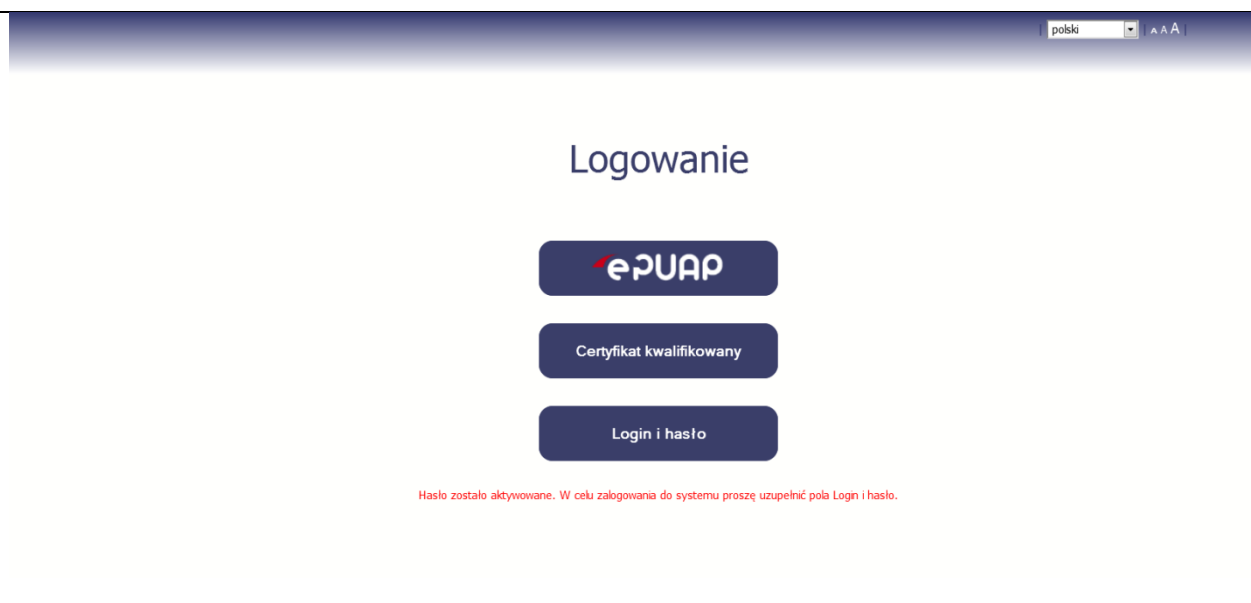 | polski | A A A |
Logowanie
ePUAP
Certyfikat kwalifikowany
Login i hasło
Hasło zostało aktywowane. W celu zalogowania do systemu proszę uzupełnić pola Login i hasło.